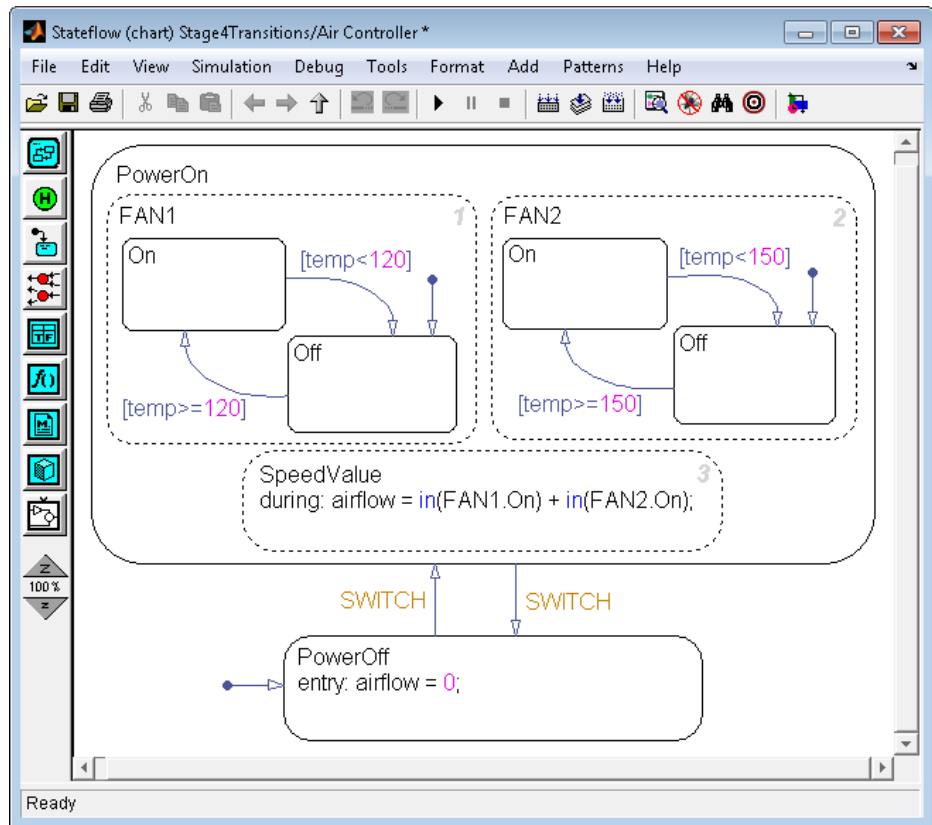 Stateflow (chart) Stage4Transitions/Air Controller *
File Edit View Simulation Debug Tools Format Add Patterns Help
PowerOn
FAN1 1
FAN2 2
On
[temp<120]
On
[temp<150]
Off
Off
[temp>=120]
[temp>=150]
SpeedValue 3
during: airflow = in(FAN1.On) + in(FAN2.On);
100%
SWITCH
SWITCH
PowerOff
entry: airflow = 0;
Ready